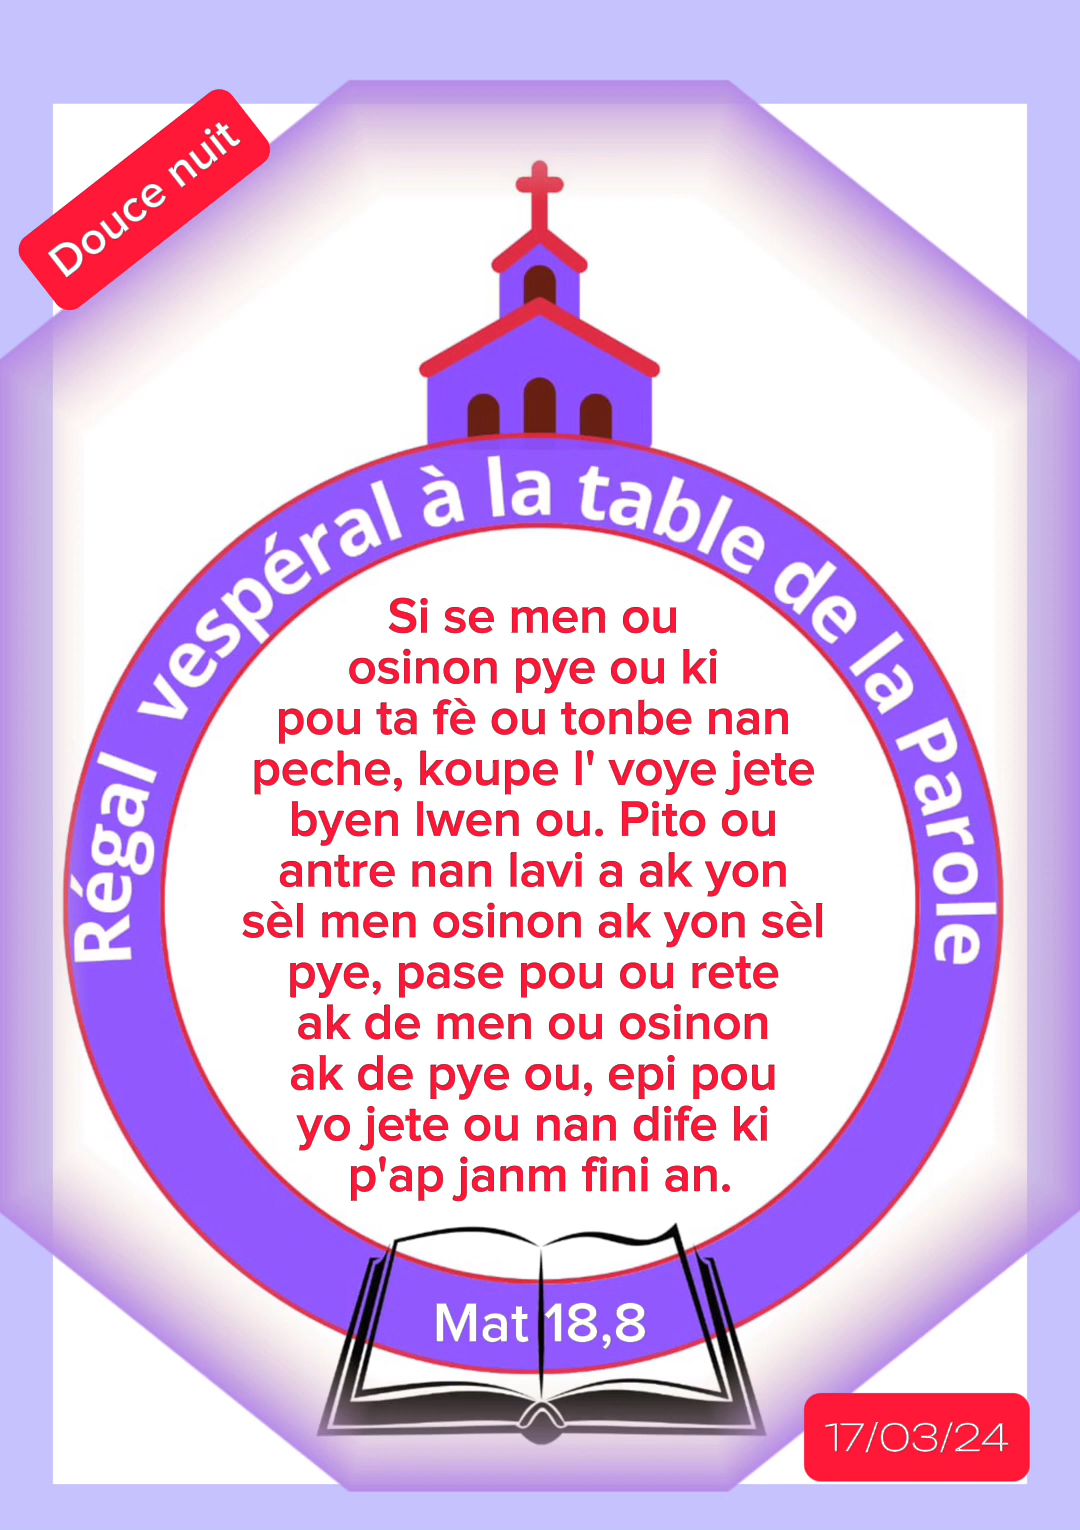 Douce nuit
Régal vespéral à la table de la Parole
Si se men ou
osinon pye ou ki
pou ta fè ou tonbe nan
peche, koupe l' voye jete
byen lwen ou. Pito ou
antre nan lavi a ak yon
sèl men osinon ak yon sèl
pye, pase pou ou rete
ak de men ou osinon
ak de pye ou, epi pou
yo jete ou nan dife ki
p'ap janm fini an.
Mat 18,8
17/03/24